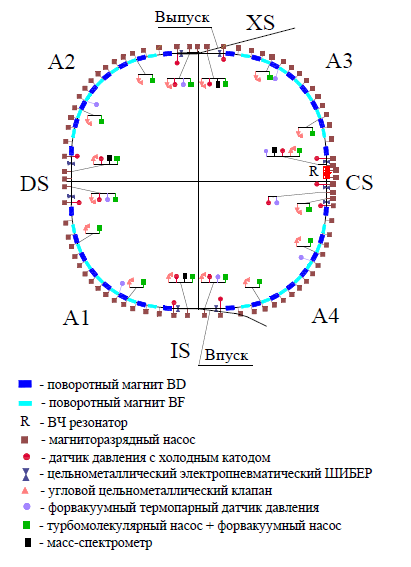 Выпуск
XS
A2
A3
R
DS
CS
A1
A4
IS
Впуск
- поворотный магнит BD
- поворотный магнит BF
R - ВЧ резонатор
- магниторазрядный насос
- датчик давления с холодным катодом
- цельнометаллический электропневматический ШИБЕР
- угловой цельнометаллический клапан
- форвакуумный термопарный датчик давления
- турбомолекулярный насос + форвакуумный насос
- масс-спектрометр